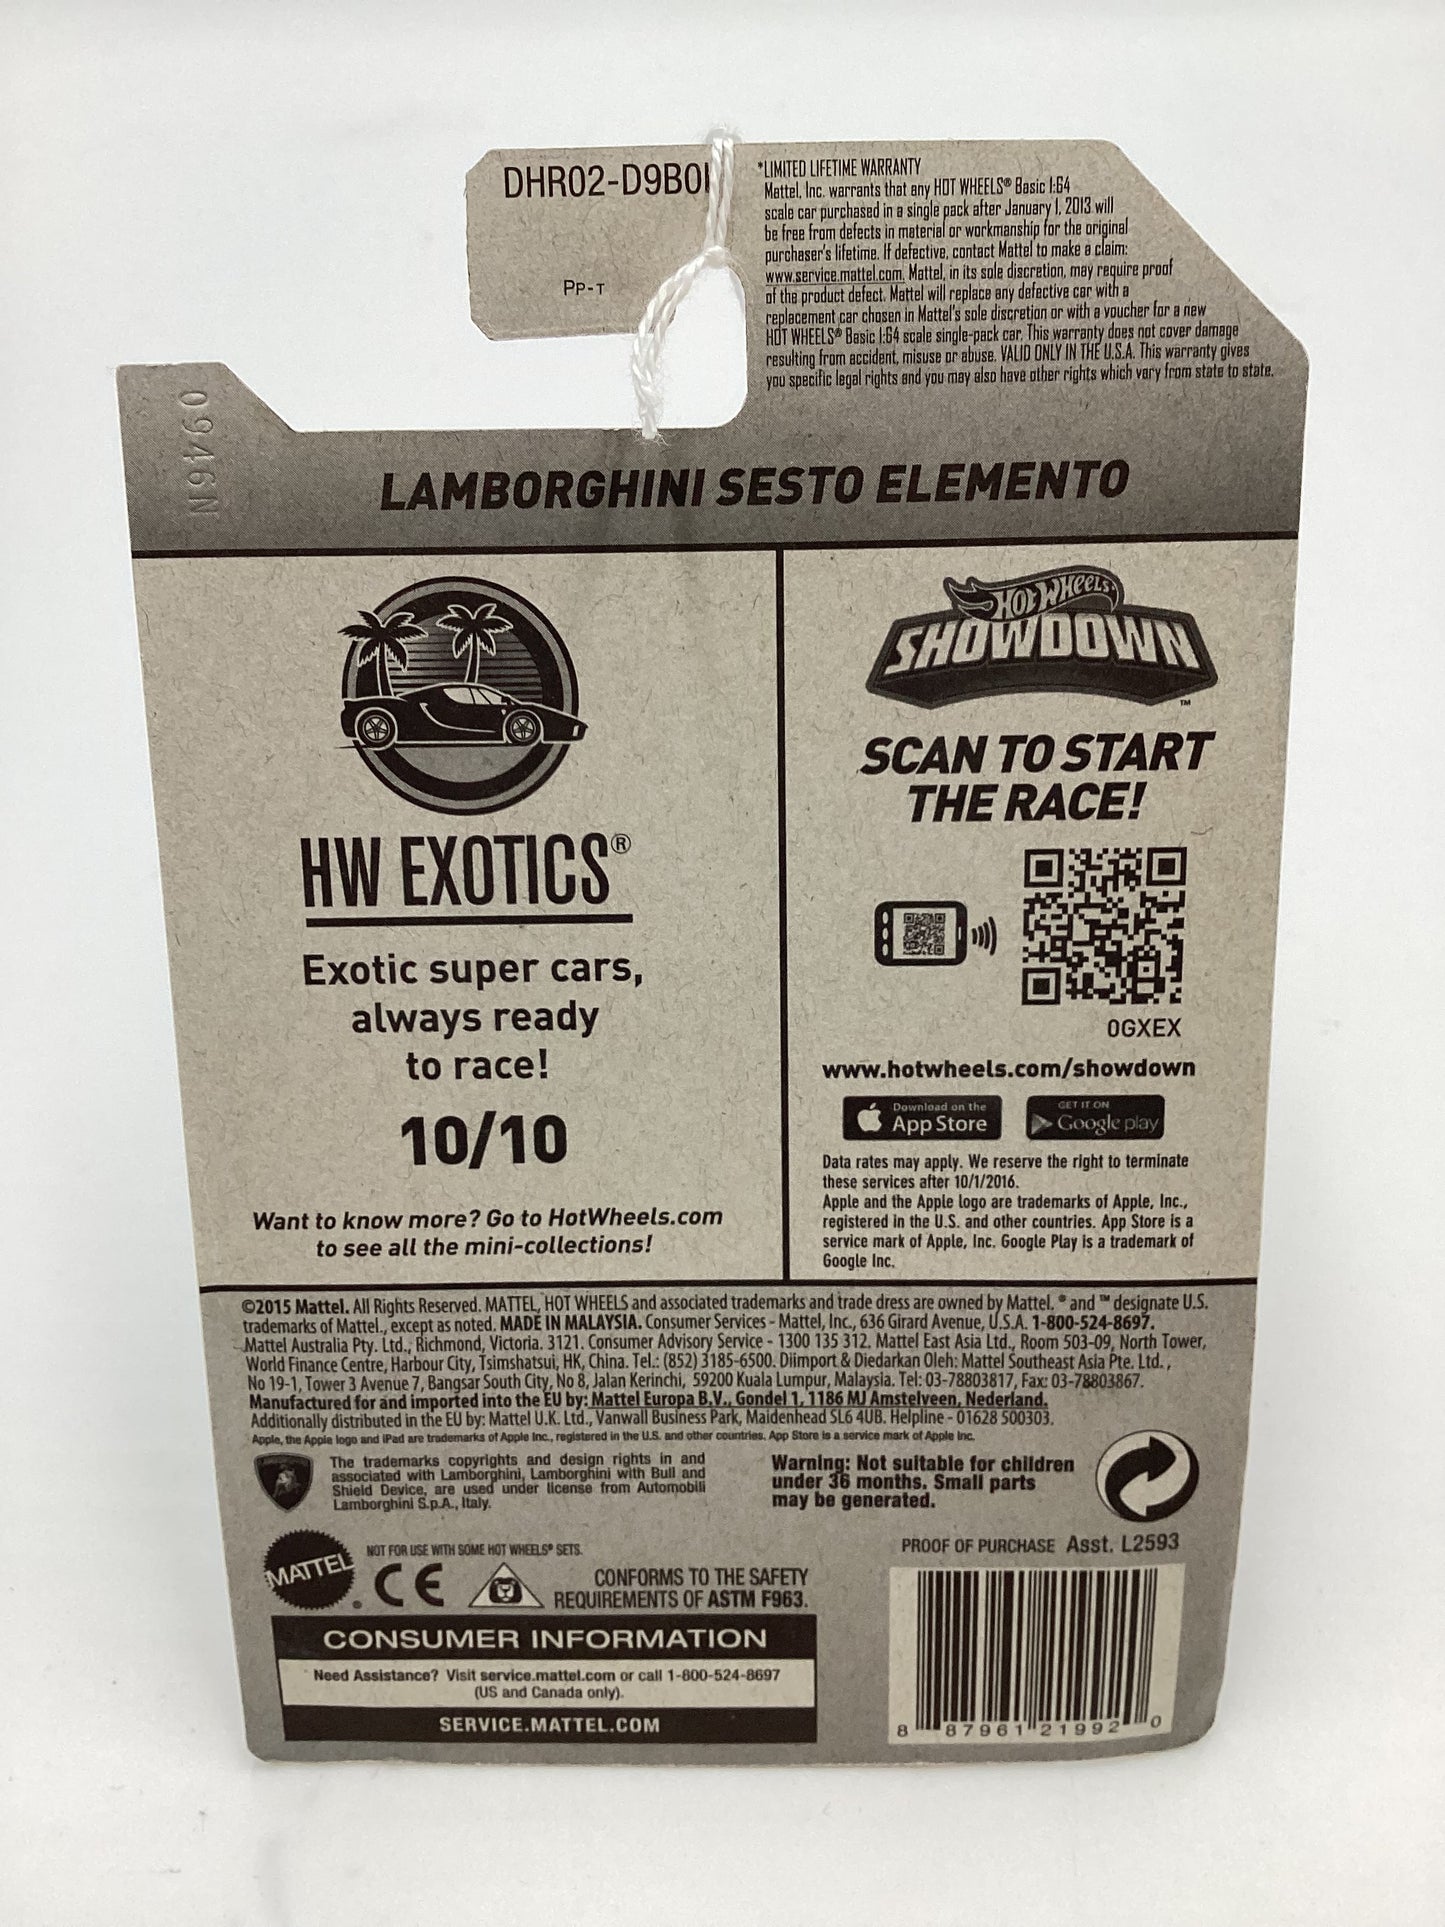 DHR02-D9B0
PP-T
*LIMITED LIFETIME WARRANTY
Mattel, Inc. warrants that any HOT WHEELS® Basic 1:64
scale car purchased in a single pack after January 1, 2013 will
be free from defects in material or workmanship for the original
purchaser's lifetime. If defective, contact Mattel to make a claim:
www.service.mattel.com. Mattel, in its sole discretion, may require proof
of the product defect. Mattel will replace any defective car with a
replacement car chosen in Mattel's sole discretion or with a voucher for a new
HOT WHEELS® Basic 1:64 scale single-pack car. This warranty does not cover damage
resulting from accident, misuse or abuse. VALID ONLY IN THE U.S.A. This warranty gives
you specific legal rights and you may also have other rights which vary from state to state.
0946N
LAMBORGHINI SESTO ELEMENTO
HW EXOTICS®
Exotic super cars,
always ready
to race!
10/10
Want to know more? Go to HotWheels.com
to see all the mini-collections!
HOT WHEELS
SHOWDOWN™
SCAN TO START
THE RACE!
0GXEX
www.hotwheels.com/showdown
Download on the
App Store
GET IT ON
Google play
Data rates may apply. We reserve the right to terminate
these services after 10/1/2016.
Apple and the Apple logo are trademarks of Apple, Inc.,
registered in the U.S. and other countries. App Store is a
service mark of Apple, Inc. Google Play is a trademark of
Google Inc.
©2015 Mattel. All Rights Reserved. MATTEL, HOT WHEELS and associated trademarks and trade dress are owned by Mattel. ® and ™ designate U.S.
trademarks of Mattel., except as noted. MADE IN MALAYSIA. Consumer Services - Mattel, Inc., 636 Girard Avenue, U.S.A. 1-800-524-8697.
Mattel Australia Pty. Ltd., Richmond, Victoria. 3121. Consumer Advisory Service - 1300 135 312. Mattel East Asia Ltd., Room 503-09, North Tower,
World Finance Centre, Harbour City, Tsimshatsui, HK, China. Tel.: (852) 3185-6500. Diimport & Diedarkan Oleh: Mattel Southeast Asia Pte. Ltd.,
No 19-1, Tower 3 Avenue 7, Bangsar South City, No 8, Jalan Kerinchi, 59200 Kuala Lumpur, Malaysia. Tel: 03-78803817, Fax: 03-78803867.
Manufactured for and imported into the EU by: Mattel Europa B.V., Gondel 1, 1186 MJ Amstelveen, Nederland.
Additionally distributed in the EU by: Mattel U.K. Ltd., Vanwall Business Park, Maidenhead SL6 4UB. Helpline - 01628 500303.
Apple, the Apple logo and iPad are trademarks of Apple Inc., registered in the U.S. and other countries. App Store is a service mark of Apple Inc.
The trademarks copyrights and design rights in and
associated with Lamborghini, Lamborghini with Bull and
Shield Device, are used under license from Automobili
Lamborghini S.p.A., Italy.
Warning: Not suitable for children
under 36 months. Small parts
may be generated.
MATTEL®
NOT FOR USE WITH SOME HOT WHEELS® SETS.
CE
CONFORMS TO THE SAFETY
REQUIREMENTS OF ASTM F963.
PROOF OF PURCHASE Asst. L2593
CONSUMER INFORMATION
Need Assistance? Visit service.mattel.com or call 1-800-524-8697
(US and Canada only).
SERVICE.MATTEL.COM
8 87961 21992 0